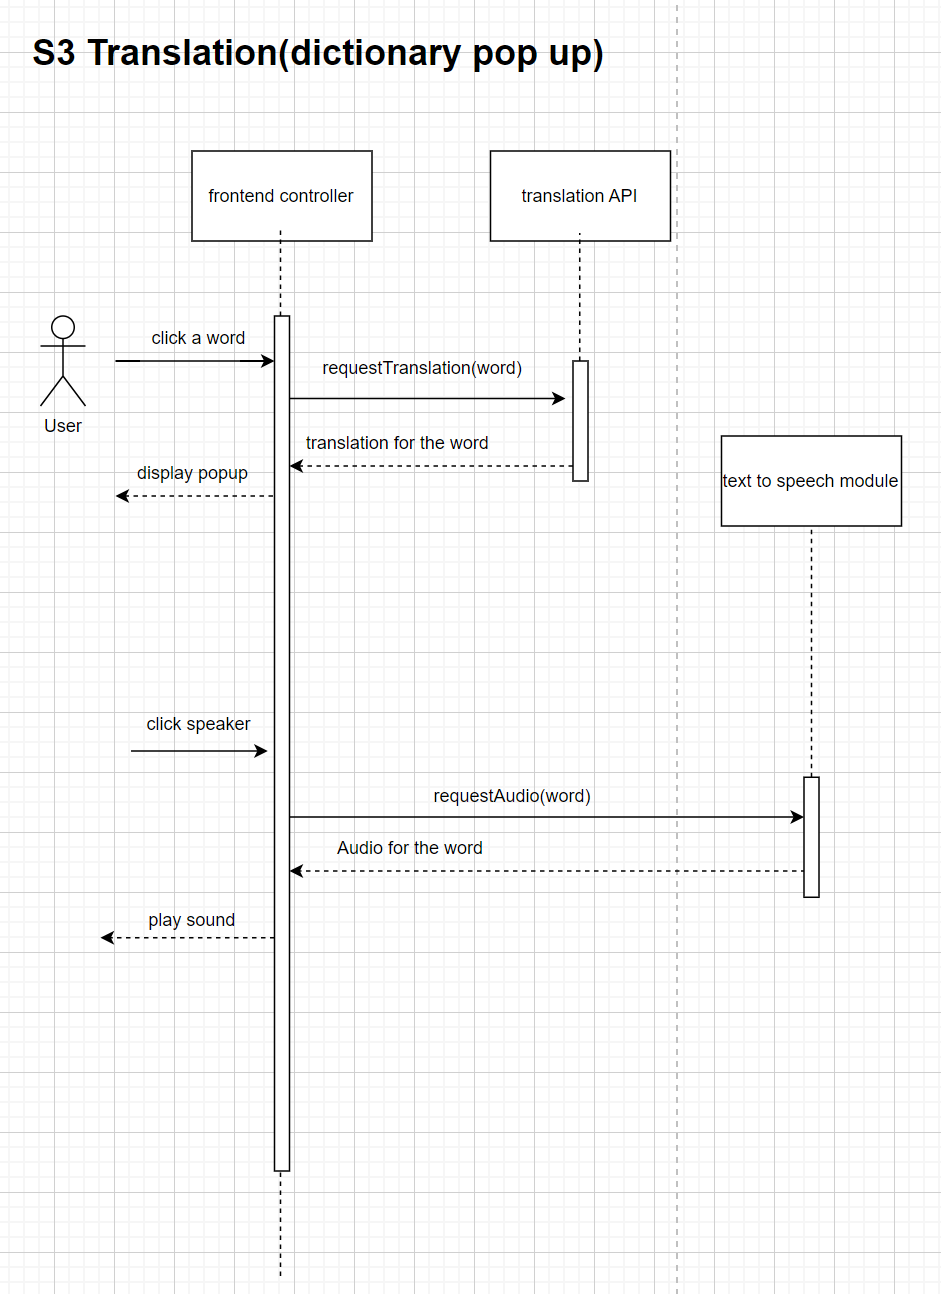 S3 Translation(dictionary pop up)
frontend controller
translation API
click a word
requestTranslation(word)
User
translation for the word
display popup
text to speech module
click speaker
requestAudio(word)
Audio for the word
play sound